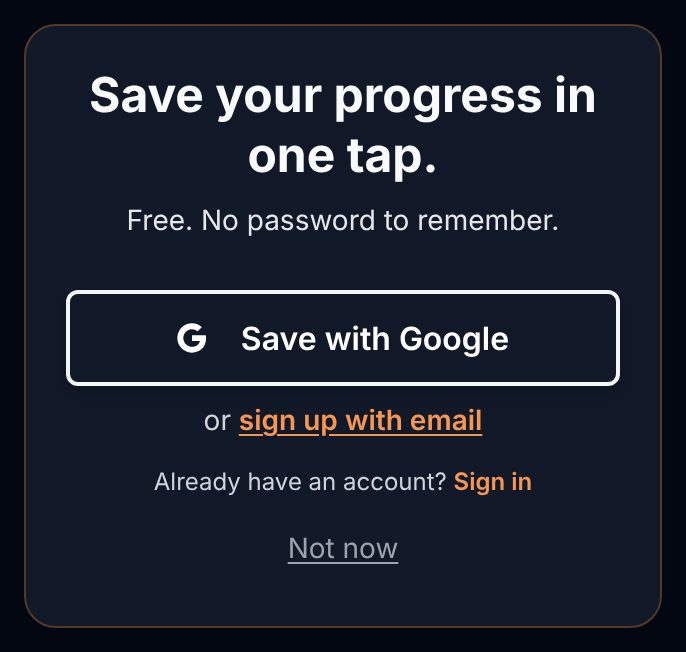 Save your progress in
one tap.
Free. No password to remember.
Save with Google
or sign up with email
Already have an account? Sign in
Not now